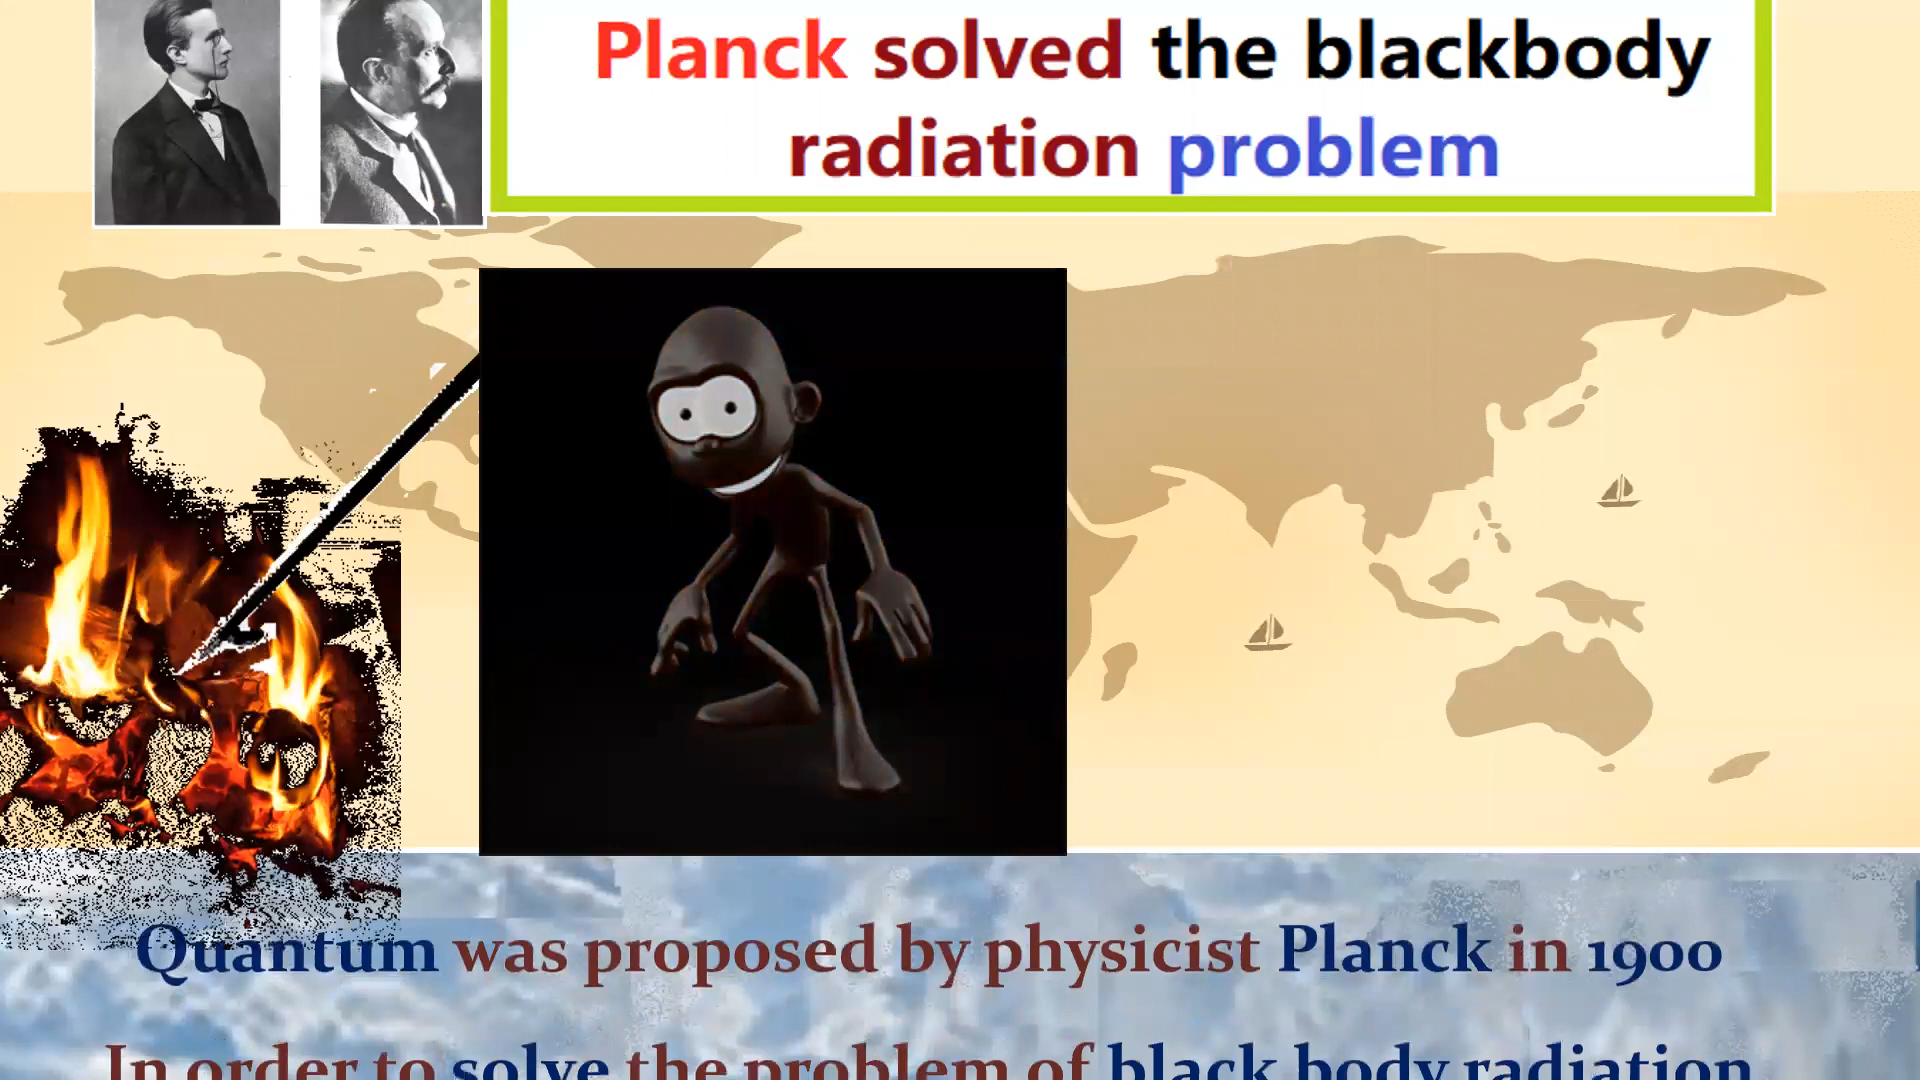 Planck solved the blackbody
radiation problem
Quantum was proposed by physicist Planck in 1900
In order to solve the problem of black body radiation